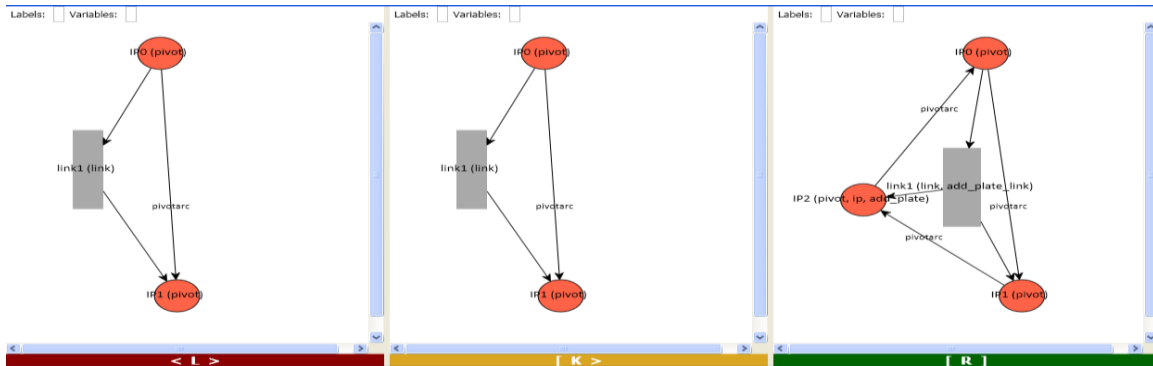 Labels: Variables:
IP0 (pivot)
link1 (link)
pivotarc
IP1 (pivot)
< L >
Labels: Variables:
IP0 (pivot)
link1 (link)
pivotarc
IP1 (pivot)
[ K >
Labels: Variables:
IP0 (pivot)
pivotarc
link1 (link, add_plate_link)
IP2 (pivot, ip, add_plate)
pivotarc
pivotarc
IP1 (pivot)
[ R ]